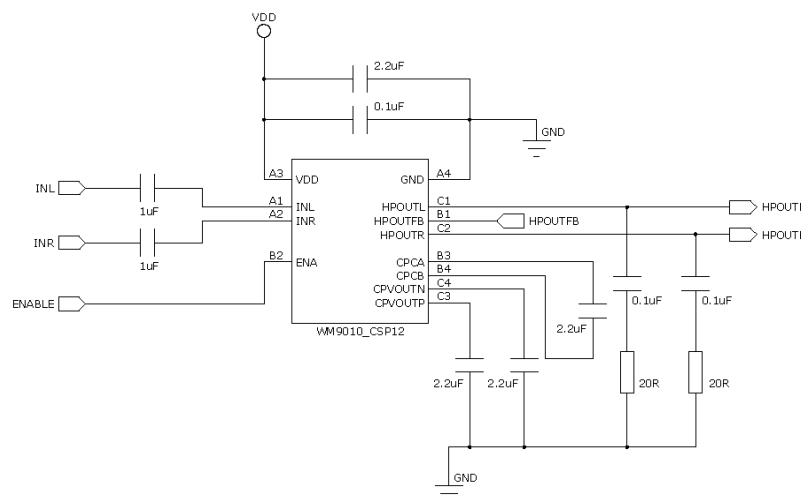 VDD
2.2uF
0.1uF
GND
A3
A4
VDD
GND
INL
1uF
A1
INL
HPOUTL
C1
A2
INR
HPOUTFB
B1
HPOUTFB
HPOUTR
C2
INR
1uF
B2
ENA
CPCA
B3
CPCB
B4
CPVOUTN
C4
CPVOUTP
C3
ENABLE
WM9010_CSP12
2.2uF
0.1uF
0.1uF
2.2uF
2.2uF
20R
20R
GND